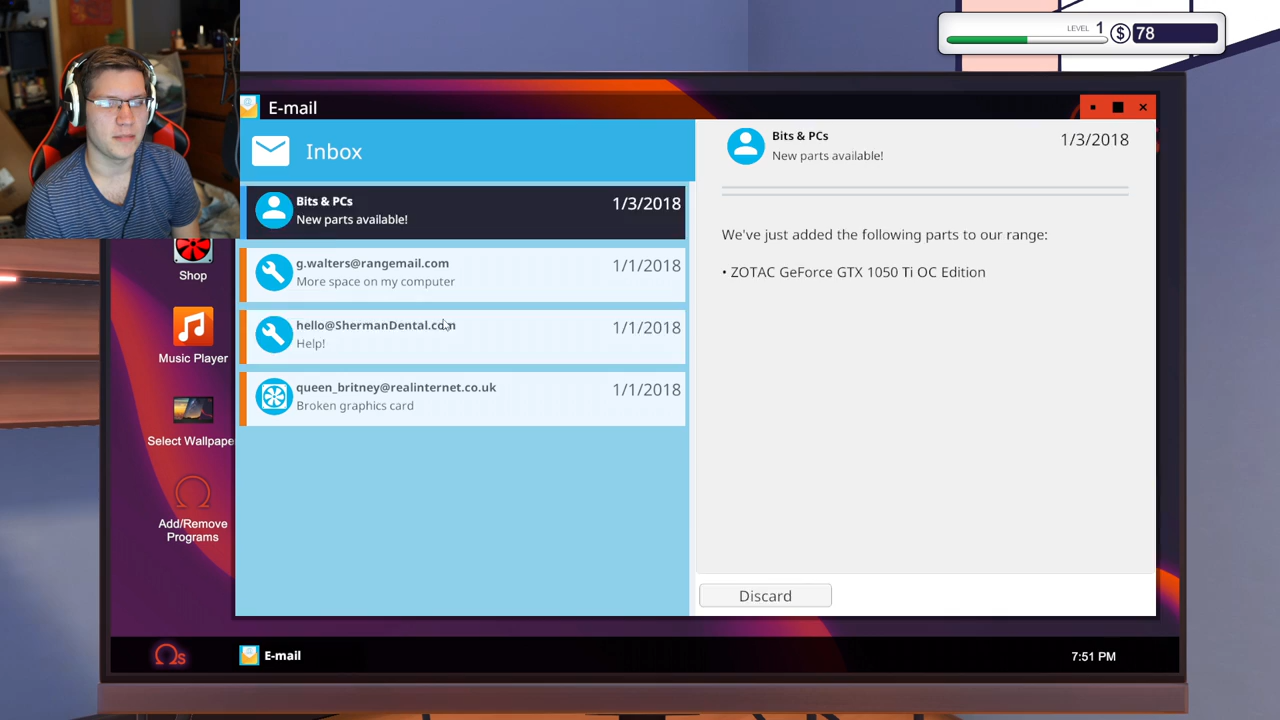 LEVEL 1
$ 78
E-mail
Inbox
Bits & PCs
New parts available!
1/3/2018
g.walters@rangemail.com
More space on my computer
1/1/2018
hello@ShermanDental.com
Help!
1/1/2018
queen_britney@realinternet.co.uk
Broken graphics card
1/1/2018
Bits & PCs
New parts available!
1/3/2018
We've just added the following parts to our range:
• ZOTAC GeForce GTX 1050 Ti OC Edition
Discard
Shop
Music Player
Select Wallpape
Add/Remove
Programs
Ωs
E-mail
7:51 PM